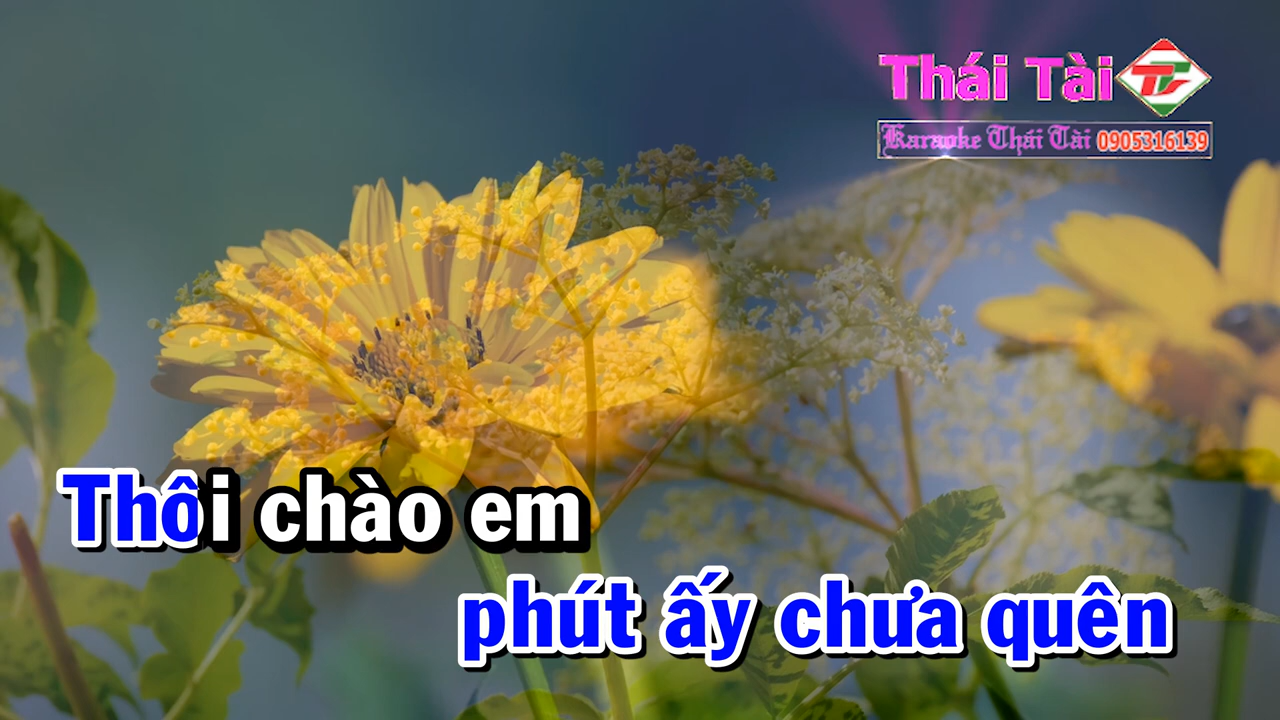 Thái Tài
Karaoke Thái Tài 0905316139
Thôi chào em
phút ấy chưa quên